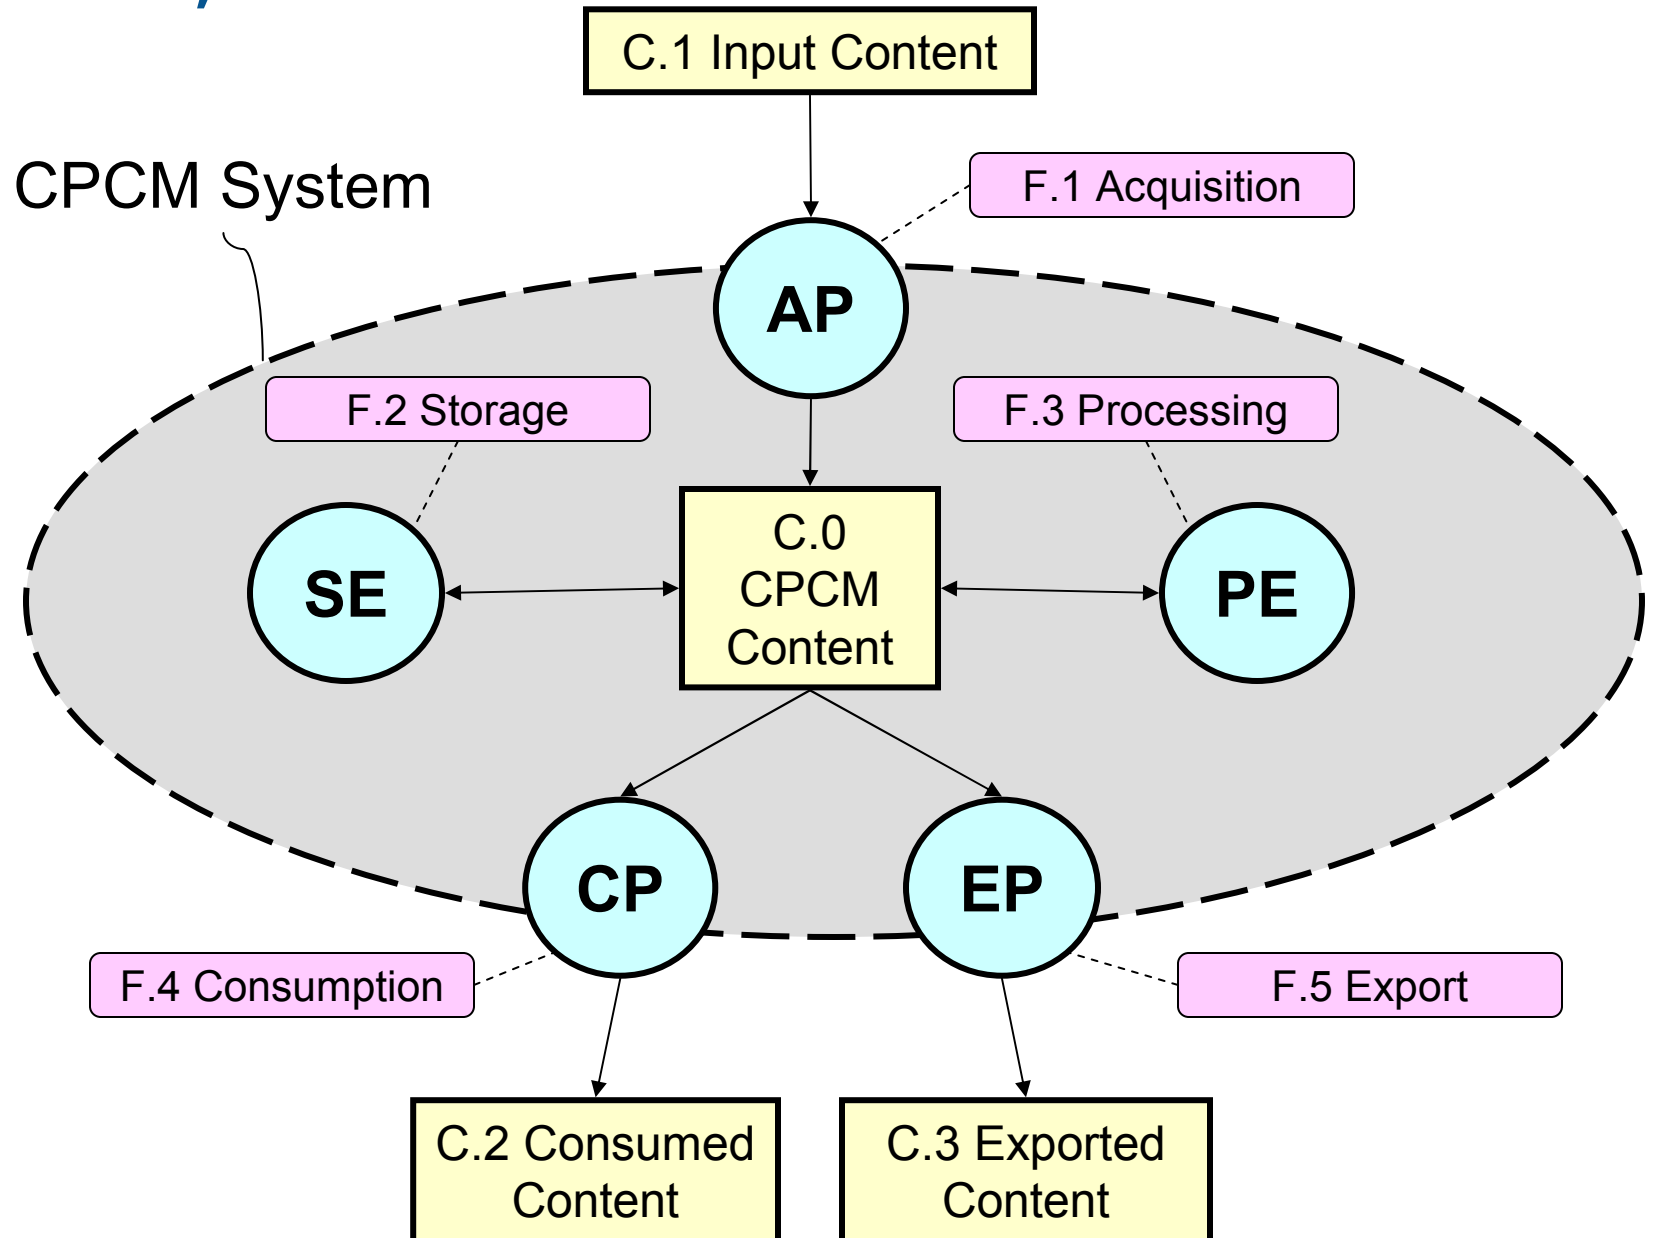 C.1 Input Content
CPCM System
F.1 Acquisition
AP
F.2 Storage
F.3 Processing
SE
C.0
CPCM
Content
PE
CP
EP
F.4 Consumption
F.5 Export
C.2 Consumed
Content
C.3 Exported
Content